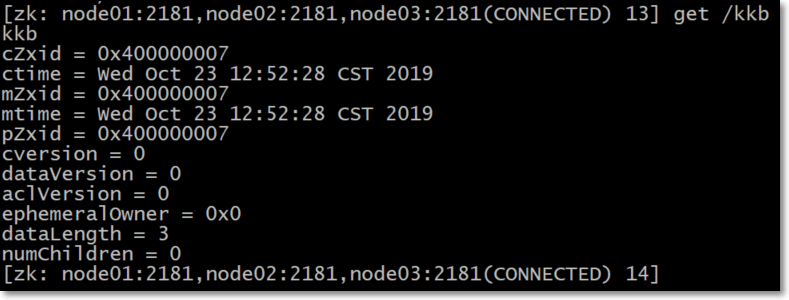 [zk: node01:2181,node02:2181,node03:2181(CONNECTED) 13] get /kkb
kkb
cZxid = 0x400000007
ctime = Wed Oct 23 12:52:28 CST 2019
mZxid = 0x400000007
mtime = Wed Oct 23 12:52:28 CST 2019
pZxid = 0x400000007
cversion = 0
dataVersion = 0
aclVersion = 0
ephemeralOwner = 0x0
dataLength = 3
numChildren = 0
[zk: node01:2181,node02:2181,node03:2181(CONNECTED) 14]